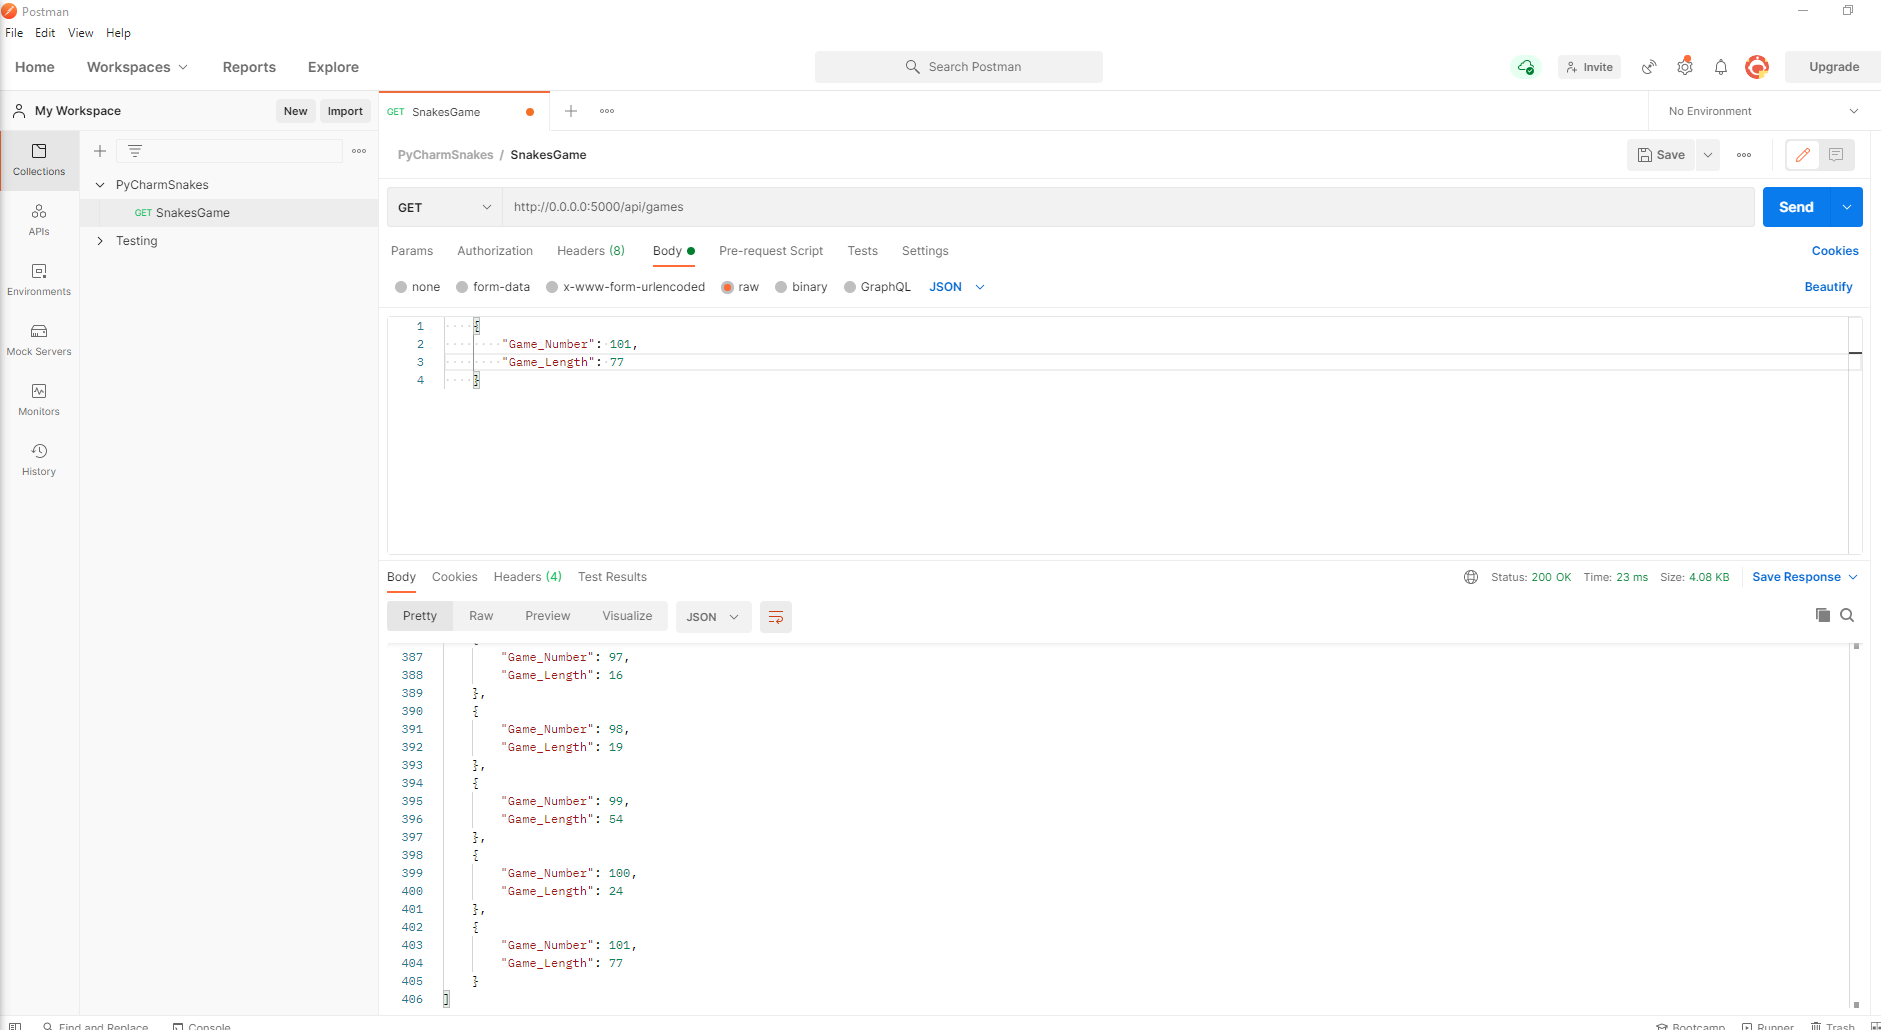 Postman
File Edit View Help
Home Workspaces Reports Explore Search Postman Invite Upgrade
My Workspace New Import GET SnakesGame No Environment
Collections
PyCharmSnakes / SnakesGame Save
PyCharmSnakes
GET SnakesGame
Testing
APIs
Environments
Mock Servers
Monitors
History
GET http://0.0.0.0:5000/api/games Send
Params Authorization Headers (8) Body Pre-request Script Tests Settings Cookies
none form-data x-www-form-urlencoded raw binary GraphQL JSON Beautify
1 {
2 "Game_Number": 101,
3 "Game_Length": 77
4 }
Body Cookies Headers (4) Test Results Status: 200 OK Time: 23 ms Size: 4.08 KB Save Response
Pretty Raw Preview Visualize JSON
387 "Game_Number": 97,
388 "Game_Length": 16
389 },
390 {
391 "Game_Number": 98,
392 "Game_Length": 19
393 },
394 {
395 "Game_Number": 99,
396 "Game_Length": 54
397 },
398 {
399 "Game_Number": 100,
400 "Game_Length": 24
401 },
402 {
403 "Game_Number": 101,
404 "Game_Length": 77
405 }
406 ]
Find and Replace Console Bootcamp Runner Trash